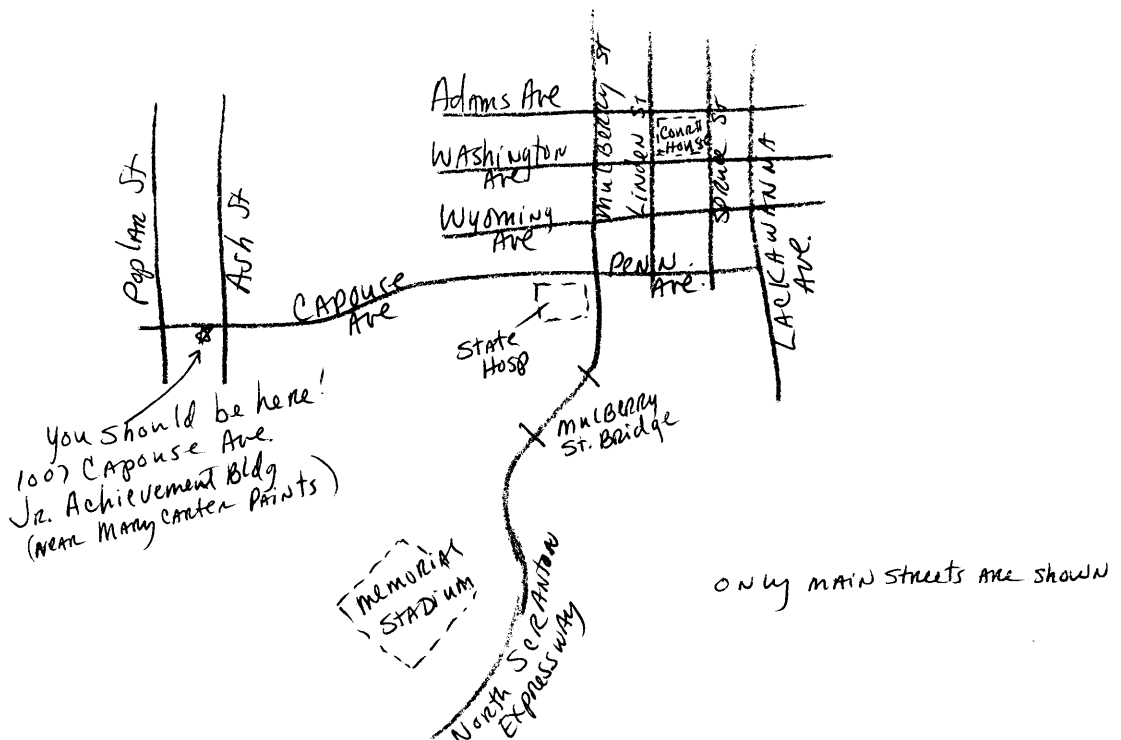 Adams Ave
Washington
Ave
Wyoming
Ave
Mulberry St
Linden St
Court
House
Spruce St
Lackawanna
Ave.
Poplar St
Ash St
Capouse
Ave
Penn.
Ave.
State
Hosp
Mulberry
St. Bridge
You should be here!
1007 Capouse Ave.
Jr. Achievement Bldg
(near Mary Carter Paints)
Memorial
Stadium
North Scranton
Expressway
Only main streets are shown